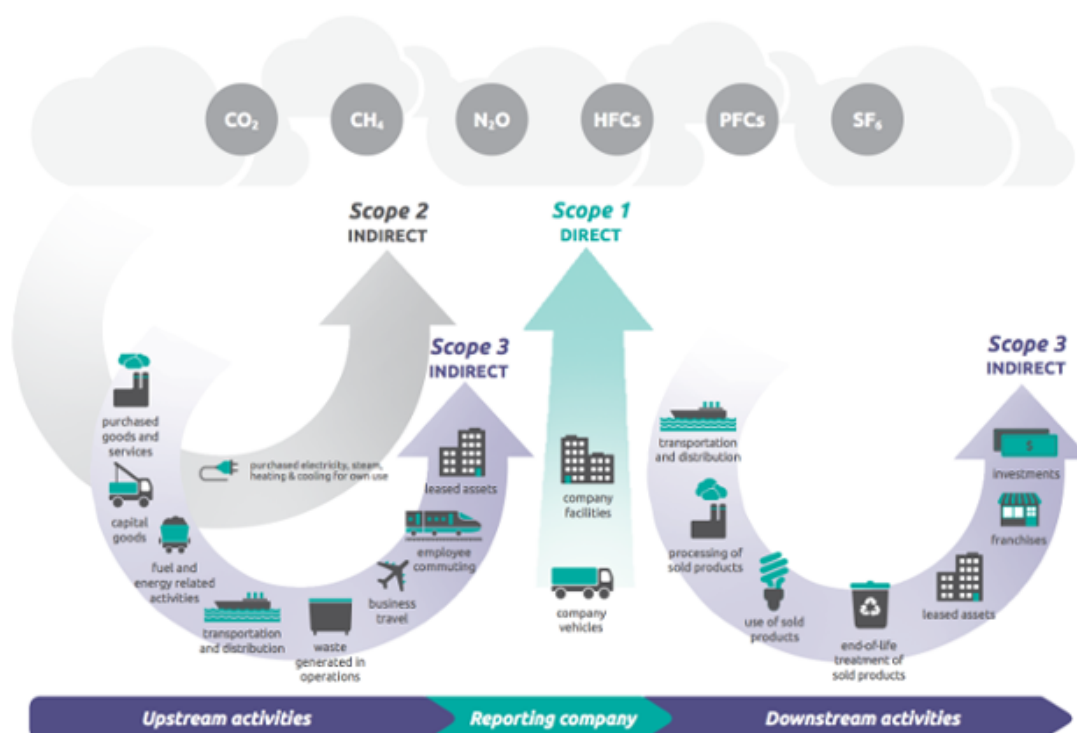 CO₂ CH₄ N₂O HFCs PFCs SF₆
Scope 2
INDIRECT
Scope 1
DIRECT
Scope 3
INDIRECT
Scope 3
INDIRECT
purchased
goods and
services
capital
goods
fuel and
energy related
activities
transportation
and distribution
waste
generated in
operations
business
travel
employee
commuting
leased assets
purchased electricity, steam,
heating & cooling for own use
company
facilities
company
vehicles
transportation
and distribution
processing of
sold products
use of sold
products
end-of-life
treatment of
sold products
leased assets
franchises
$
investments
Upstream activities
Reporting company
Downstream activities